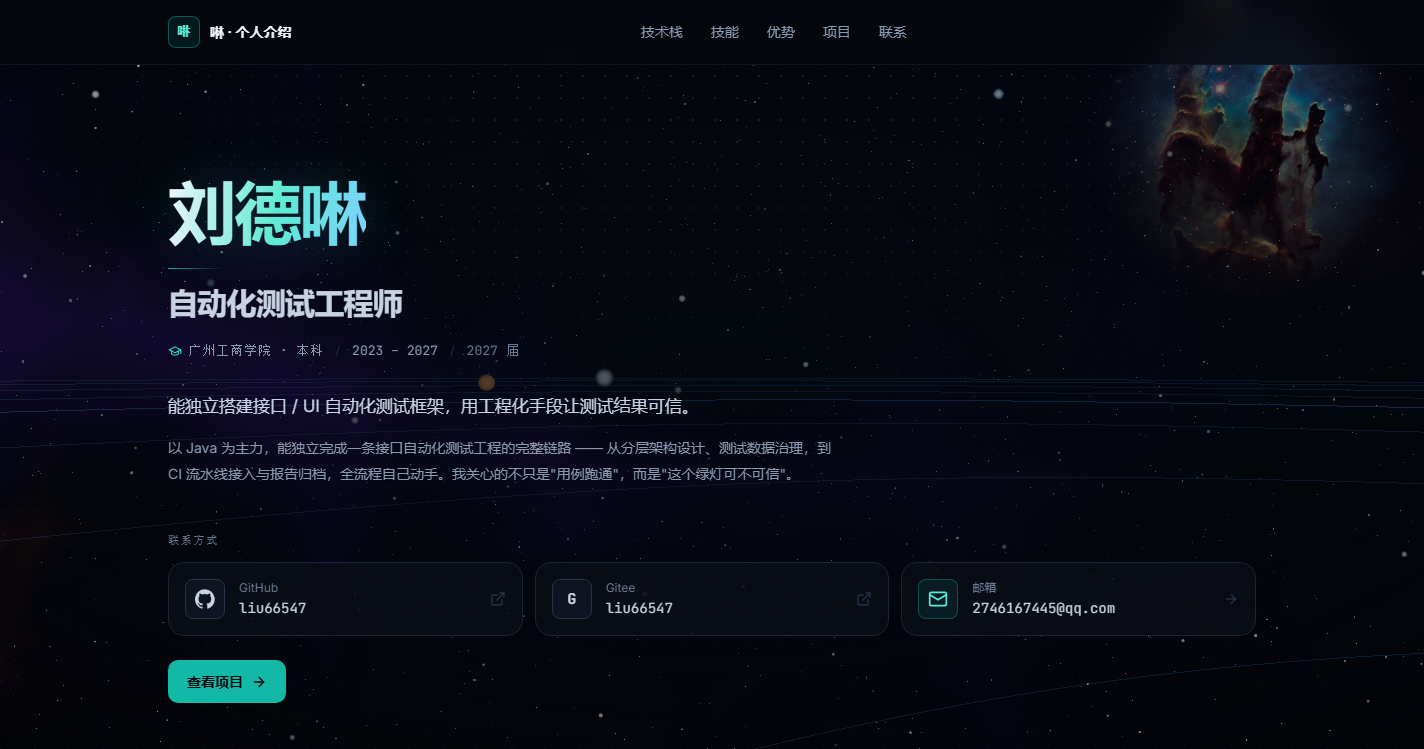 啉
啉 · 个人介绍
技术栈 技能 优势 项目 联系
刘德啉
自动化测试工程师
广州工商学院 · 本科 / 2023 – 2027 / 2027 届
能独立搭建接口 / UI 自动化测试框架，用工程化手段让测试结果可信。
以 Java 为主力，能独立完成一条接口自动化测试工程的完整链路 —— 从分层架构设计、测试数据治理，到
CI 流水线接入与报告归档，全流程自己动手。我关心的不只是"用例跑通"，而是"这个绿灯可不可信"。
联系方式
GitHub
liu66547
G
Gitee
liu66547
邮箱
2746167445@qq.com
查看项目